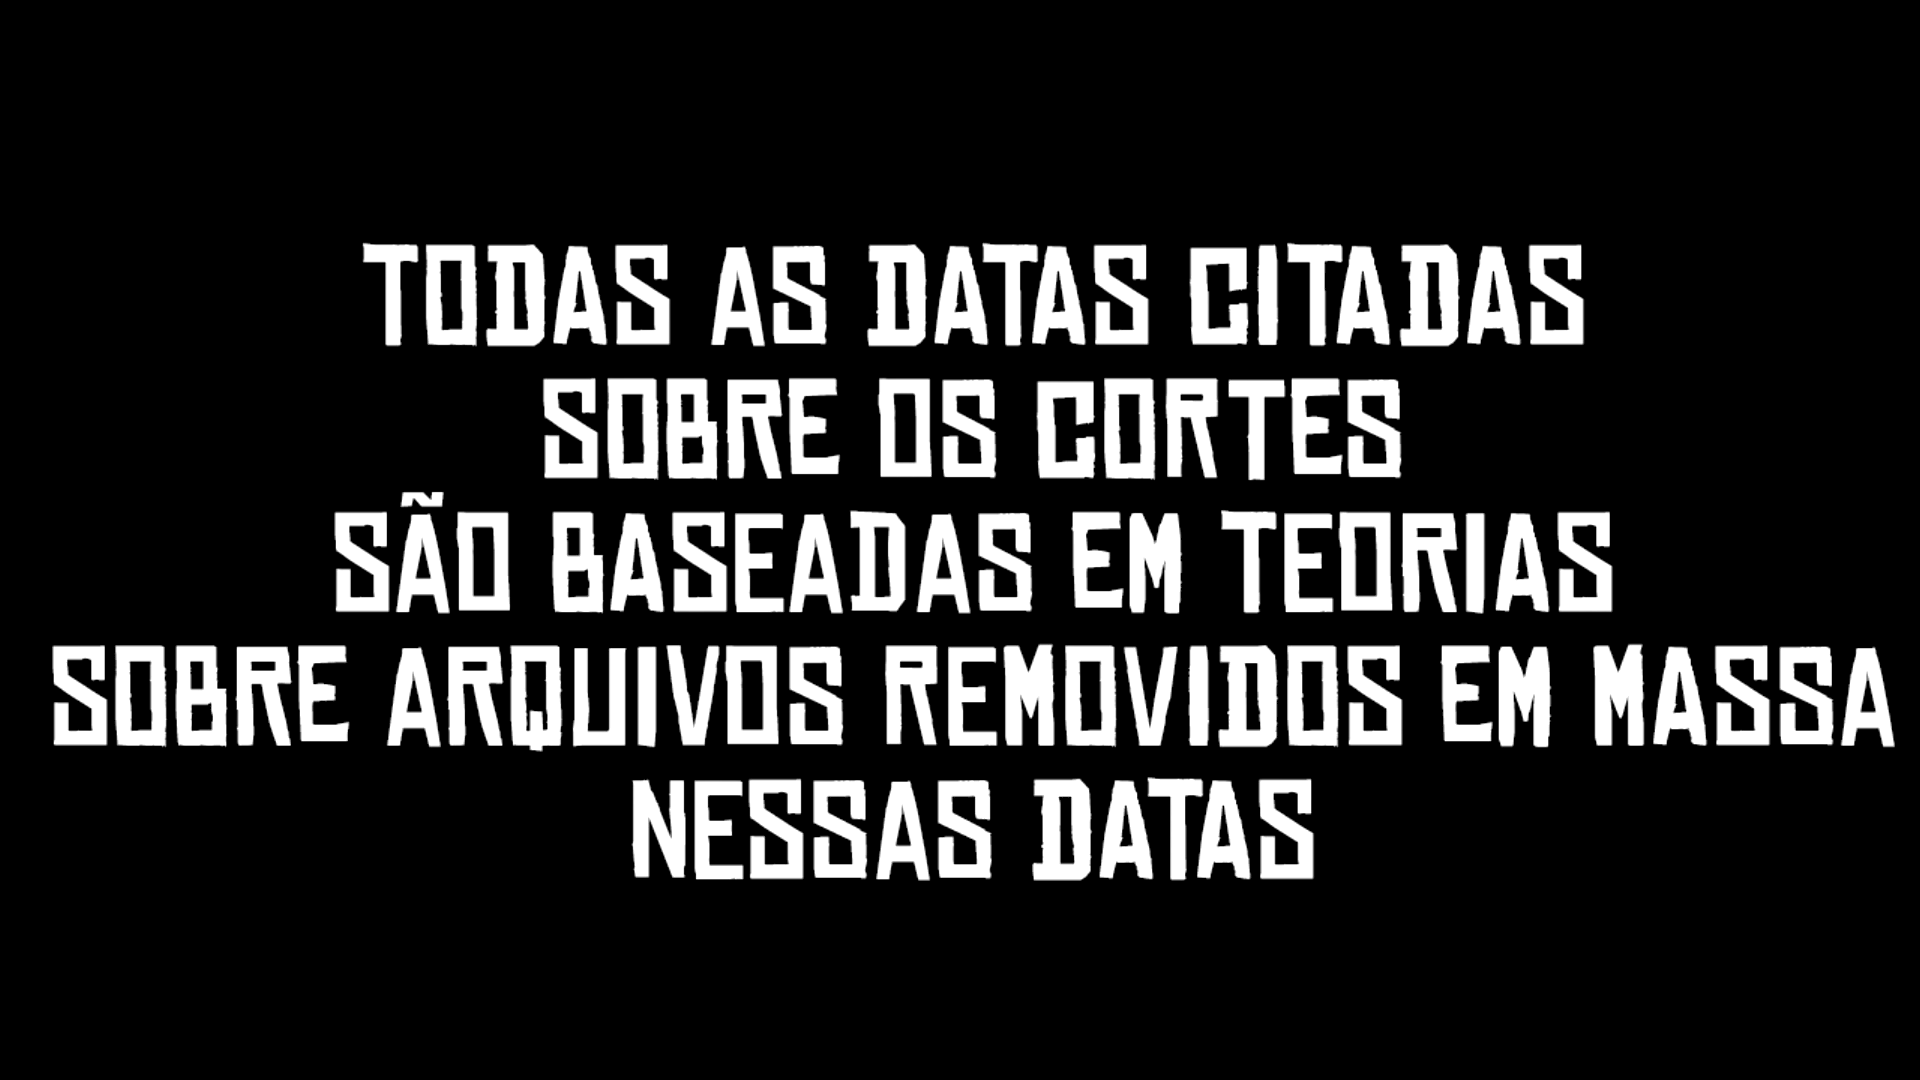 TODAS AS DATAS CITADAS
SOBRE OS CORTES
SÃO BASEADAS EM TEORIAS
SOBRE ARQUIVOS REMOVIDOS EM MASSA
NESSAS DATAS